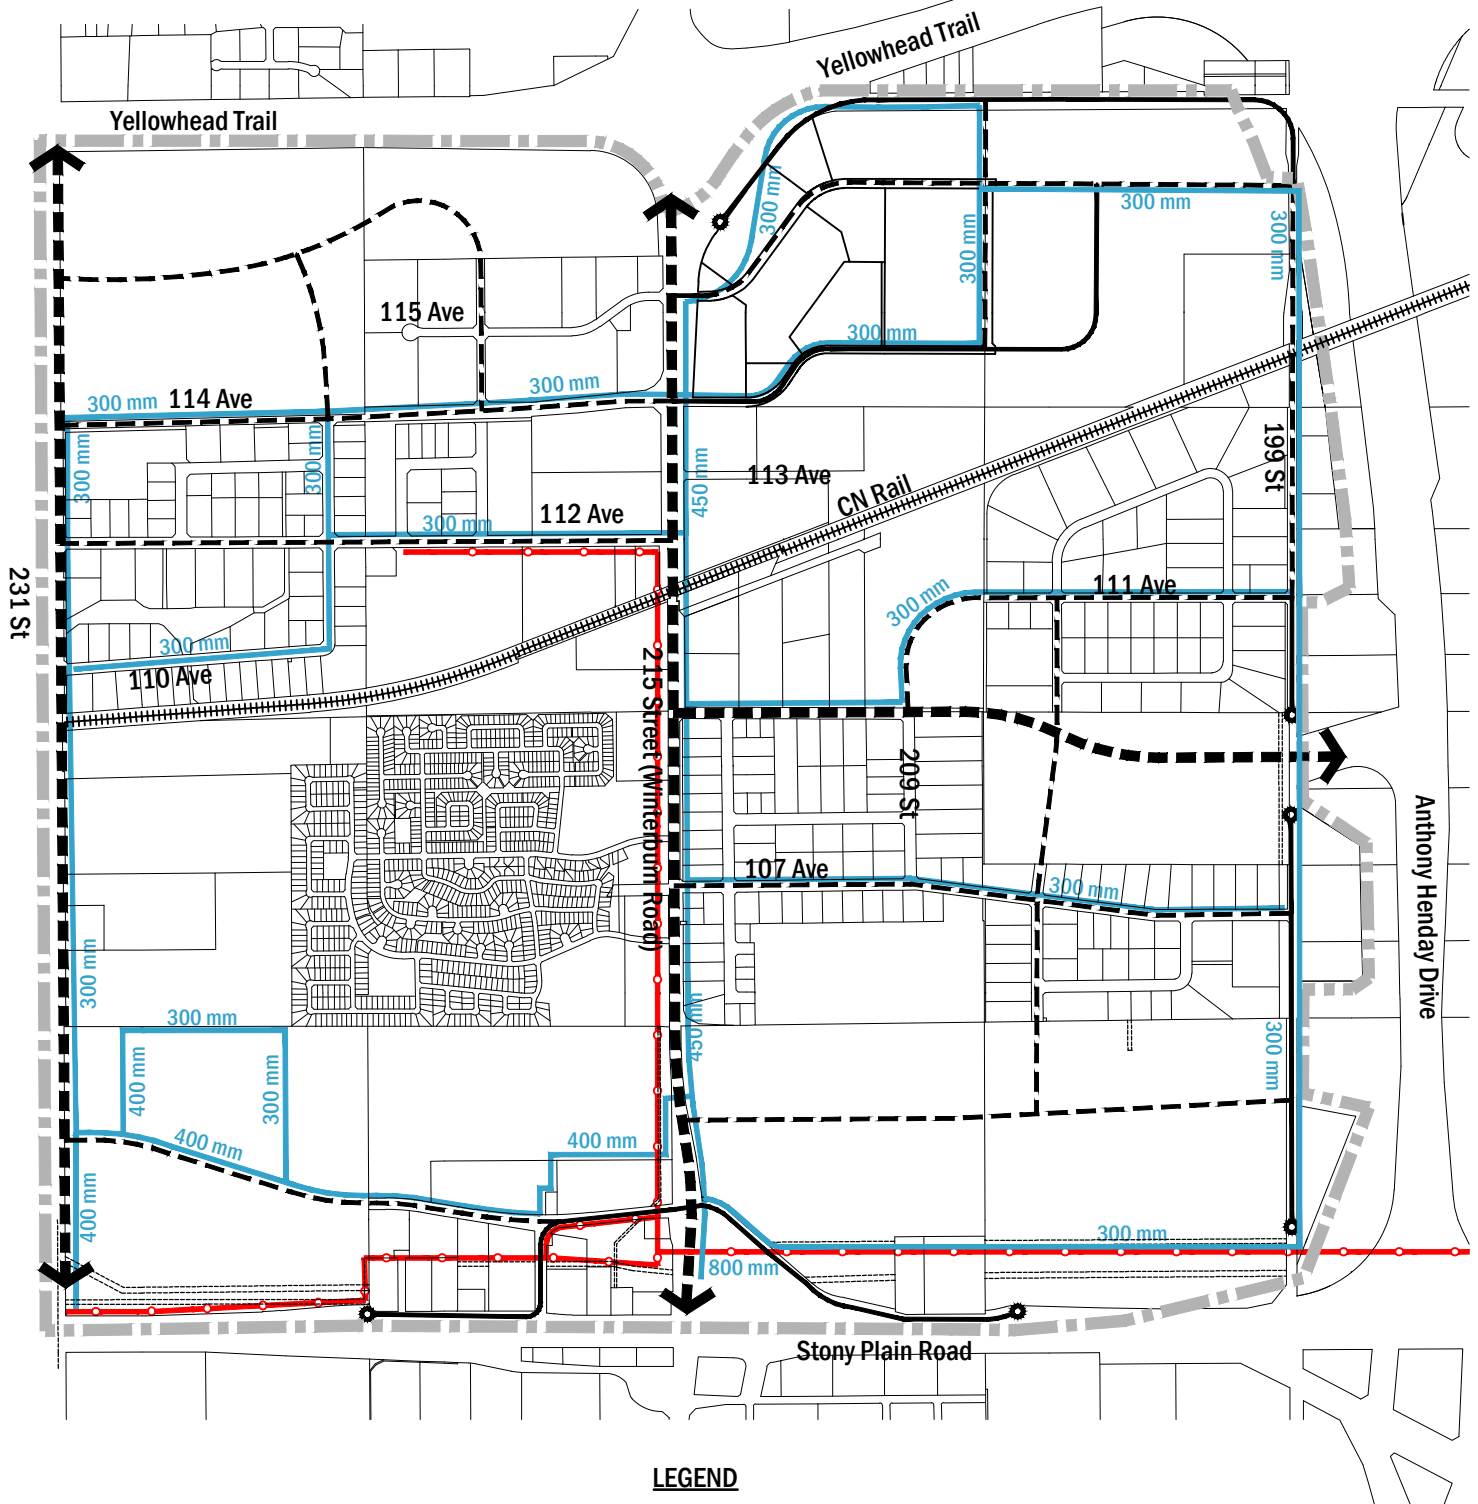 Yellowhead Trail
Yellowhead Trail
300 mm
300 mm
300 mm
300 mm
115 Ave
300 mm
300 mm
300 mm
114 Ave
300 mm
300 mm
450 mm
113 Ave
CN Rail
199 St
300 mm
112 Ave
231 St
300 mm
111 Ave
300 mm
110 Ave
215 Street (Winterburn Road)
209 St
107 Ave
300 mm
Anthony Henday Drive
300 mm
300 mm
400 mm
300 mm
450 mm
300 mm
400 mm
400 mm
400 mm
300 mm
800 mm
Stony Plain Road
LEGEND